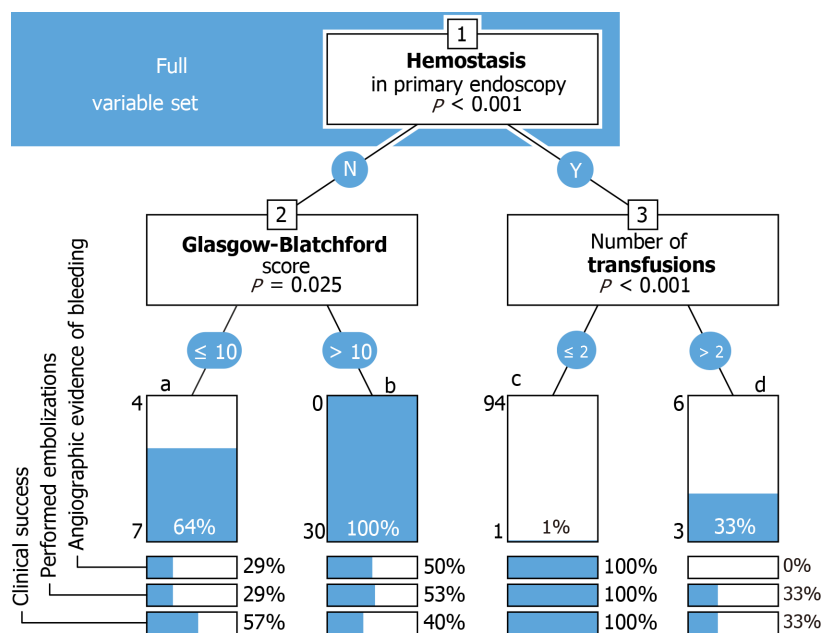 1
Full
variable set
Hemostasis
in primary endoscopy
P < 0.001
N
Y
2
Glasgow-Blatchford
score
P = 0.025
3
Number of
transfusions
P < 0.001
≤ 10
> 10
≤ 2
> 2
a
b
c
d
4
7
64%
0
30
100%
94
1
1%
6
3
33%
Angiographic evidence of bleeding
29%
50%
100%
0%
Performed embolizations
29%
53%
100%
33%
Clinical success
57%
40%
100%
33%